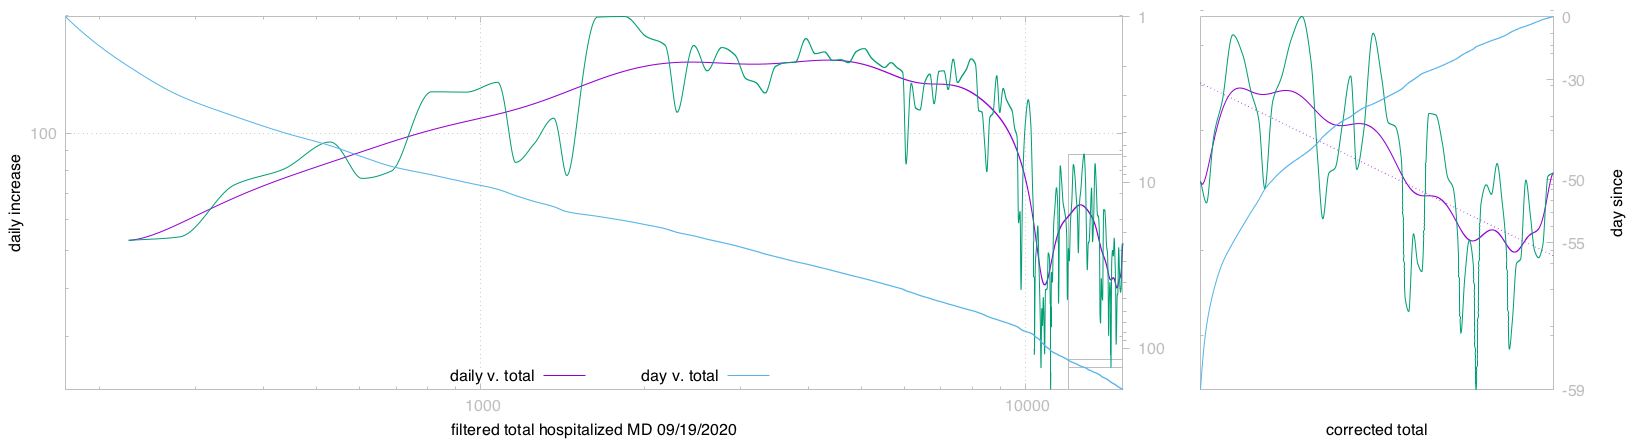 1
0
-30
100
daily increase
10
-50
day since
-55
100
daily v. total
day v. total
-59
1000
10000
filtered total hospitalized MD 09/19/2020
corrected total